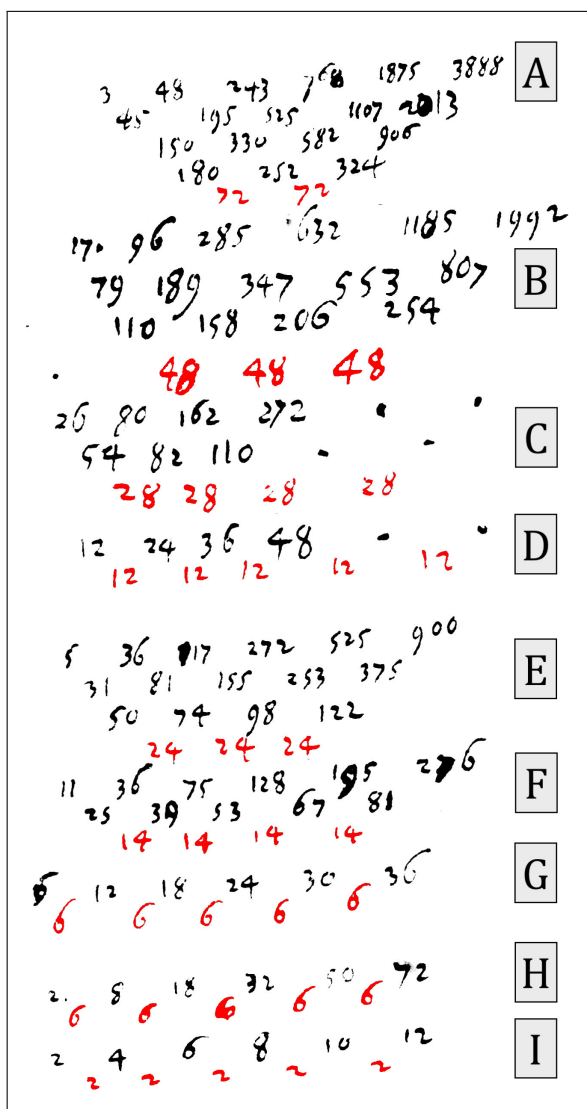 3 48 243 768 1875 3888 A
45 195 525 1107 2013
150 330 582 906
180 252 324
72 72
17. 96 285 632 1185 1992
79 189 347 553 807 B
110 158 206 254
48 48 48
26 80 162 272
54 82 110 C
28 28 28 28
12 24 36 48 D
12 12 12 12 12
5 36 117 272 525 900
31 81 155 253 375 E
50 74 98 122
24 24 24
11 36 75 128 195 276 F
25 39 53 67 81
14 14 14 14
6 12 18 24 30 36 G
6 6 6 6 6
2. 8 18 32 50 72 H
6 6 6 6 6
2 4 6 8 10 12 I
2 2 2 2 2